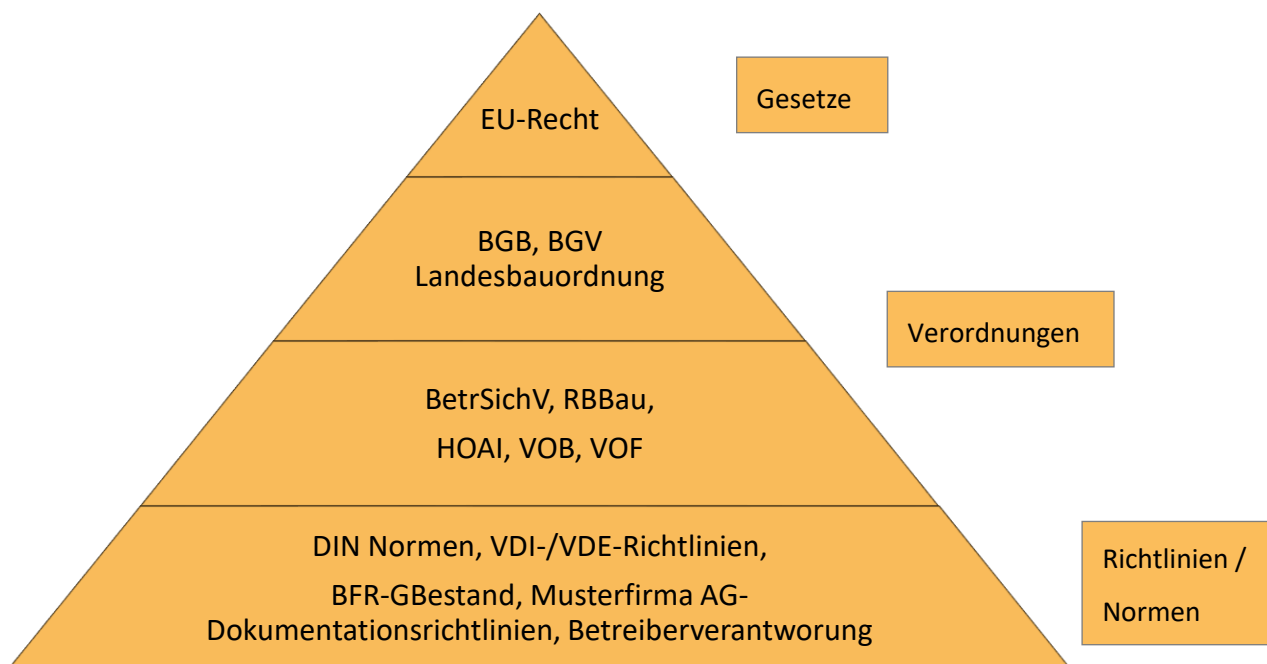 EU-Recht
Gesetze
BGB, BGV
Landesbauordnung
Verordnungen
BetrSichV, RBBau,
HOAI, VOB, VOF
DIN Normen, VDI-/VDE-Richtlinien,
BFR-GBestand, Musterfirma AG-
Dokumentationsrichtlinien, Betreiberverantworung
Richtlinien /
Normen